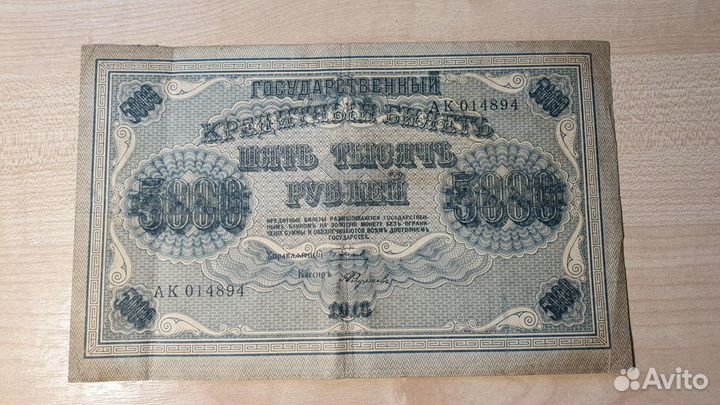 ГОСУДАРСТВЕННЫЙ
АК 014894
КРЕДИТНЫЙ БИЛЕТЪ
ПЯТЬ ТЫСЯЧЪ
РУБЛЕЙ
5000
5000
5000
5000
КРЕДИТНЫЕ БИЛЕТЫ РАЗМѢНИВАЮТСЯ ГОСУДАРСТВЕН-
НЫМЪ БАНКОМЪ НА ЗОЛОТУЮ МОНЕТУ БЕЗЪ ОГРАНИ-
ЧЕНІЯ СУММЫ И ОБЕЗПЕЧИВАЮТСЯ ВСѢМЪ ДОСТОЯНІЕМЪ
ГОСУДАРСТВА.
Управляющій
Кассиръ
АК 014894
1918
5000
5000
Avito